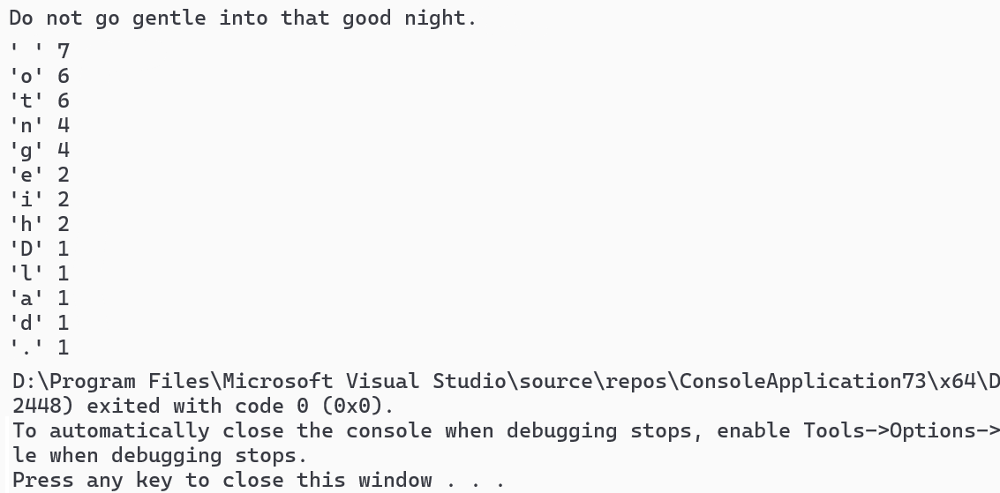 Do not go gentle into that good night.
' ' 7
'o' 6
't' 6
'n' 4
'g' 4
'e' 2
'i' 2
'h' 2
'D' 1
'l' 1
'a' 1
'd' 1
'.' 1
D:\Program Files\Microsoft Visual Studio\source\repos\ConsoleApplication73\x64\D
2448) exited with code 0 (0x0).
To automatically close the console when debugging stops, enable Tools->Options->
le when debugging stops.
Press any key to close this window . . .